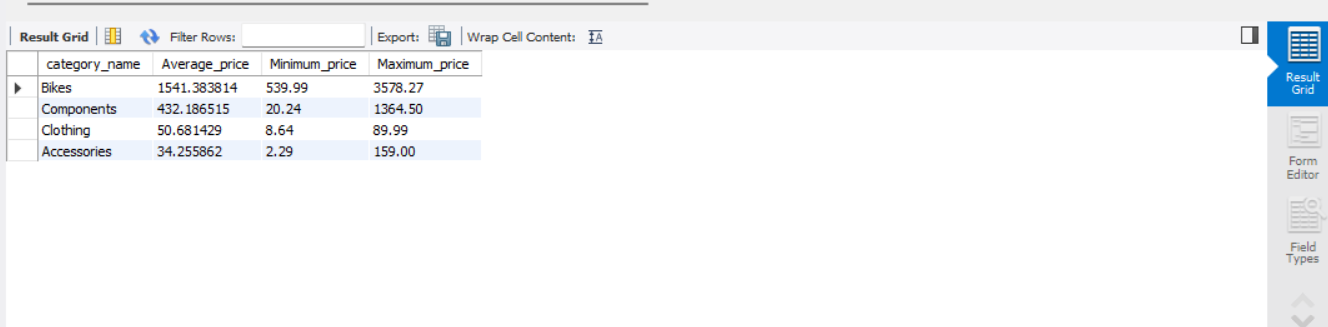 Result Grid Filter Rows: Export: Wrap Cell Content: IA
category_name Average_price Minimum_price Maximum_price
Bikes 1541.383814 539.99 3578.27
Components 432.186515 20.24 1364.50
Clothing 50.681429 8.64 89.99
Accessories 34.255862 2.29 159.00
Result
Grid
Form
Editor
Field
Types